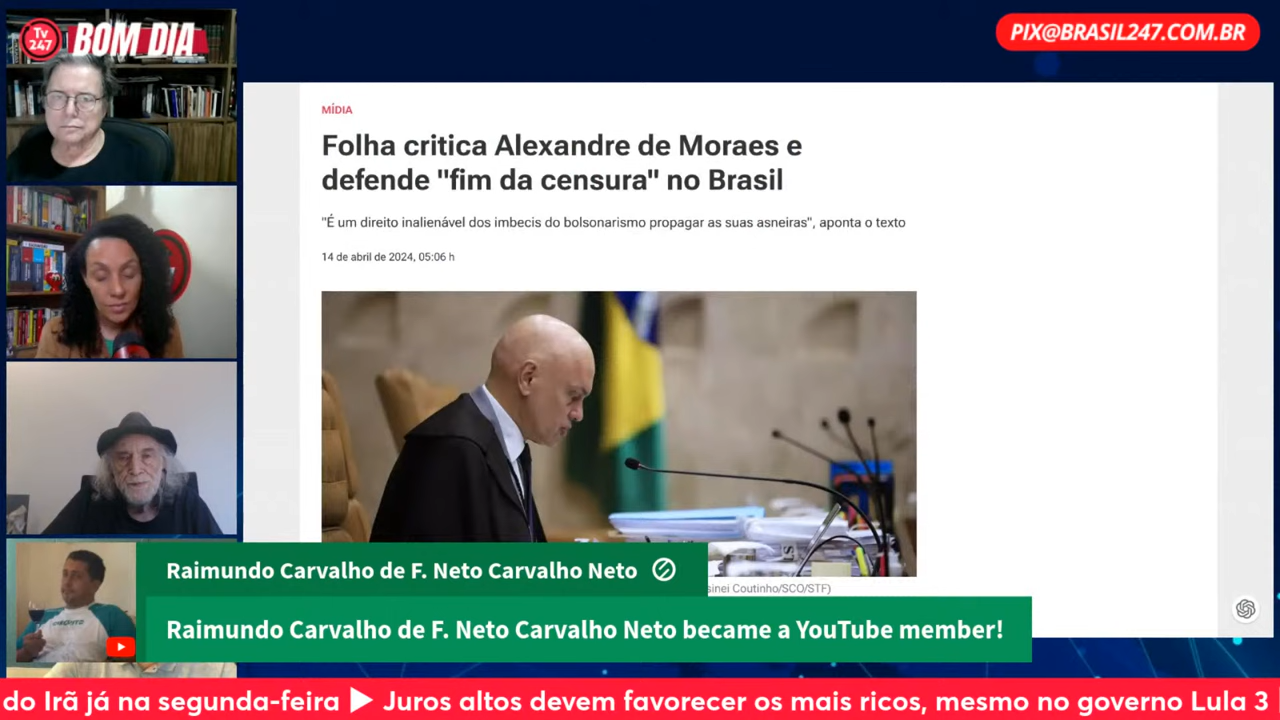 Tv
247
BOM DIA
PIX@BRASIL247.COM.BR
MÍDIA
Folha critica Alexandre de Moraes e
defende "fim da censura" no Brasil
"É um direito inalienável dos imbecis do bolsonarismo propagar as suas asneiras", aponta o texto
14 de abril de 2024, 05:06 h
Coutinho/SCO/STF)
Raimundo Carvalho de F. Neto Carvalho Neto
Raimundo Carvalho de F. Neto Carvalho Neto became a YouTube member!
do Irã já na segunda-feira ▶ Juros altos devem favorecer os mais ricos, mesmo no governo Lula 3